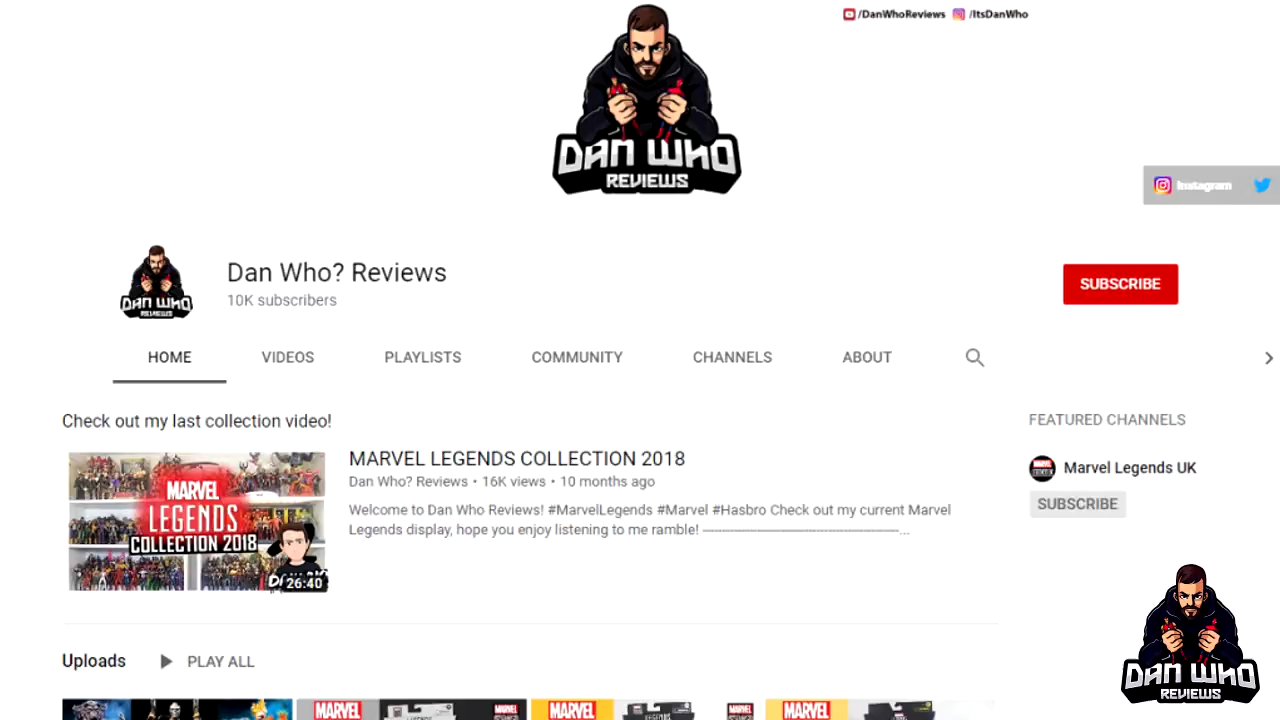 /DanWhoReviews /ItsDanWho
DAN WHO
REVIEWS
Instagram
DAN WHO
REVIEWS
Dan Who? Reviews
10K subscribers
SUBSCRIBE
HOME VIDEOS PLAYLISTS COMMUNITY CHANNELS ABOUT
Check out my last collection video!
MARVEL
LEGENDS
COLLECTION 2018
26:40
MARVEL LEGENDS COLLECTION 2018
Dan Who? Reviews • 16K views • 10 months ago
Welcome to Dan Who Reviews! #MarvelLegends #Marvel #Hasbro Check out my current Marvel
Legends display, hope you enjoy listening to me ramble! ---------------------------------------------------------...
FEATURED CHANNELS
Marvel Legends UK
SUBSCRIBE
Uploads PLAY ALL
MARVEL
MARVEL
MARVEL
DAN WHO
REVIEWS